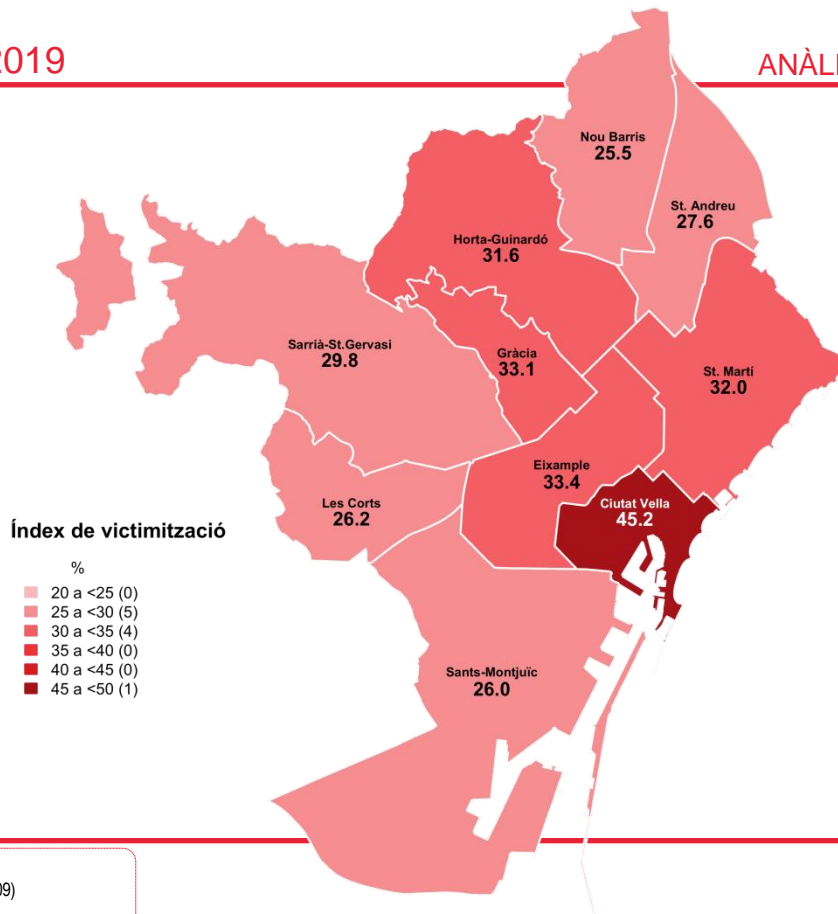 2019
ANÀLI
Nou Barris
25.5
St. Andreu
27.6
Horta-Guinardó
31.6
Sarrià-St.Gervasi
29.8
Gràcia
33.1
St. Martí
32.0
Eixample
33.4
Ciutat Vella
45.2
Les Corts
26.2
Índex de victimització
%
20 a <25 (0)
25 a <30 (5)
30 a <35 (4)
35 a <40 (0)
40 a <45 (0)
45 a <50 (1)
Sants-Montjuïc
26.0
09)